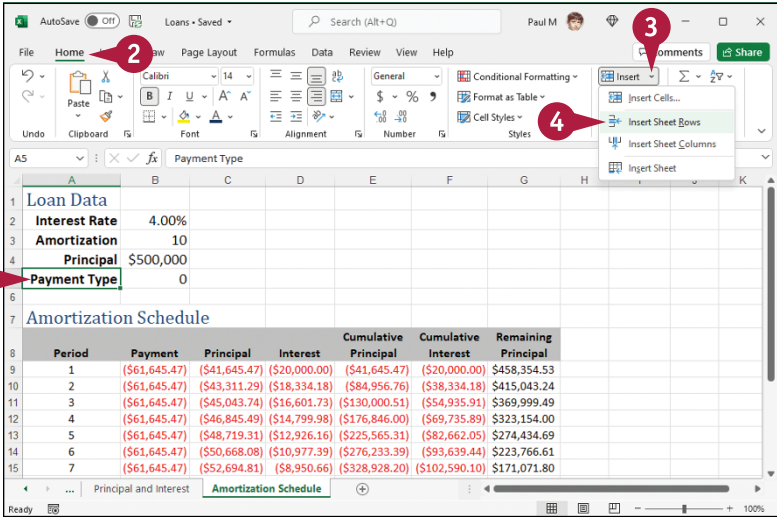 AutoSave Off Loans • Saved Search (Alt+Q) Paul M
File Home Page Layout Formulas Data Review View Help Share
2
3
4
Paste
Calibri 14
B I U A A
General
$ % 9
Conditional Formatting
Format as Table
Cell Styles
Insert
Insert Cells...
Insert Sheet Rows
Insert Sheet Columns
Insert Sheet
Undo Clipboard Font Alignment Number Styles
A5 fx Payment Type
A B C D E F G H K
1 Loan Data
2 Interest Rate 4.00%
3 Amortization 10
4 Principal $500,000
Payment Type 0
6
7 Amortization Schedule
Cumulative Cumulative Remaining
8 Period Payment Principal Interest Principal Interest Principal
9 1 ($61,645.47) ($41,645.47) ($20,000.00) ($41,645.47) ($20,000.00) $458,354.53
10 2 ($61,645.47) ($43,311.29) ($18,334.18) ($84,956.76) ($38,334.18) $415,043.24
11 3 ($61,645.47) ($45,043.74) ($16,601.73) ($130,000.51) ($54,935.91) $369,999.49
12 4 ($61,645.47) ($46,845.49) ($14,799.98) ($176,846.00) ($69,735.89) $323,154.00
13 5 ($61,645.47) ($48,719.31) ($12,926.16) ($225,565.31) ($82,662.05) $274,434.69
14 6 ($61,645.47) ($50,668.08) ($10,977.39) ($276,233.39) ($93,639.44) $223,766.61
15 7 ($61,645.47) ($52,694.81) ($8,950.66) ($328,928.20) ($102,590.10) $171,071.80
... Principal and Interest Amortization Schedule
Ready 100%